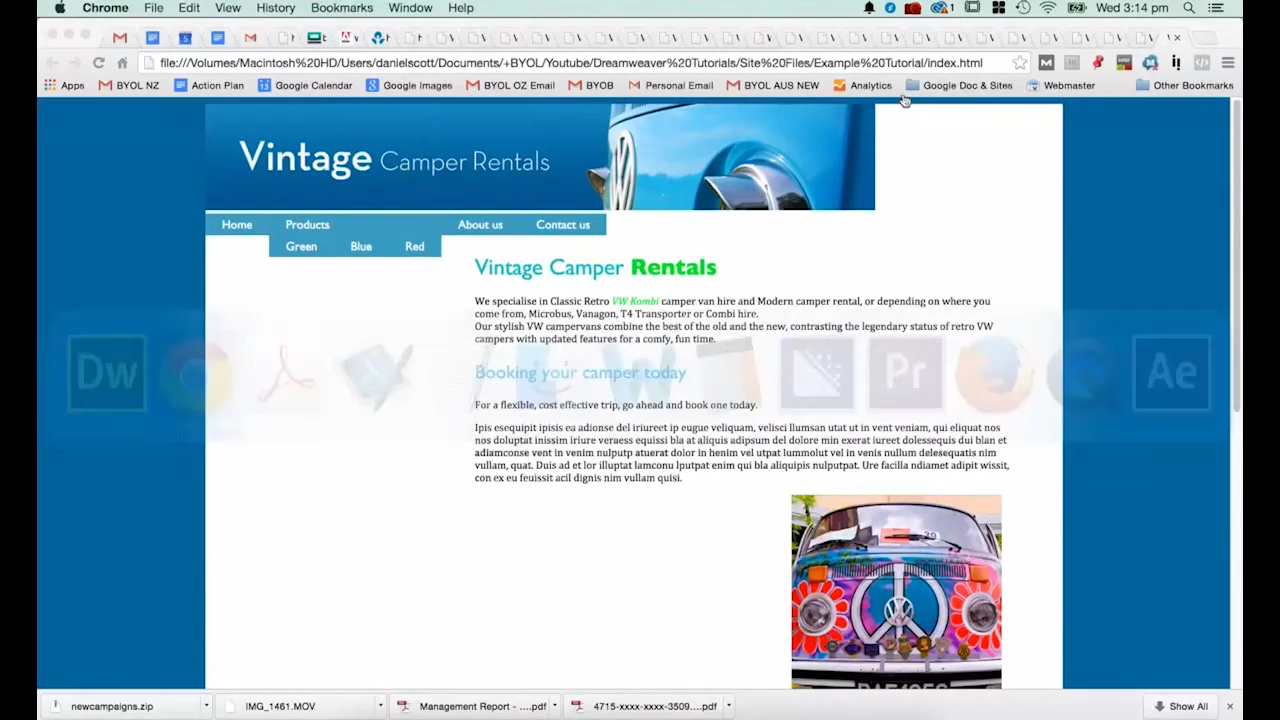 Chrome File Edit View History Bookmarks Window Help 1 Wed 3:14 pm
file:///Volumes/Macintosh%20HD/Users/danielscott/Documents/+BYOL/Youtube/Dreamweaver%20Tutorials/Site%20Files/Example%20Tutorial/index.html
Apps BYOL NZ Action Plan Google Calendar Google Images BYOL OZ Email BYOB Personal Email BYOL AUS NEW Analytics Google Doc & Sites Webmaster Other Bookmarks
Vintage Camper Rentals
Home Products About us Contact us
Green Blue Red
Vintage Camper Rentals
We specialise in Classic Retro VW Kombi camper van hire and Modern camper rental, or depending on where you
come from, Microbus, Vanagon, T4 Transporter or Combi hire.
Our stylish VW campervans combine the best of the old and the new, contrasting the legendary status of retro VW
campers with updated features for a comfy, fun time.
Dw Pr Ae
Booking your camper today
For a flexible, cost effective trip, go ahead and book one today.
Ipis esequipit ipisis ea adionse del iriureet ip eugue veliquam, velisci llumsan utat ut in vent veniam, qui eliquat nos
nos doluptat inissim iriure veraess equissi bla at aliquis adipsum del dolore min exerat iureet dolessequis dui blan et
adiamconse vent in venim nulputp atuerat dolor in henim vel utpat lummolut vel in venis nullum delesequatis nim
vullam, quat. Duis ad et lor illuptat lamconu lputpat enim qui bla aliquipis nulputpat. Ure facilla ndiamet adipit wissit,
con ex eu feuissit acil dignis nim vullam quisi.
newcampaigns.zip IMG_1461.MOV Management Report - ....pdf 4715-xxxx-xxxx-3509....pdf Show All